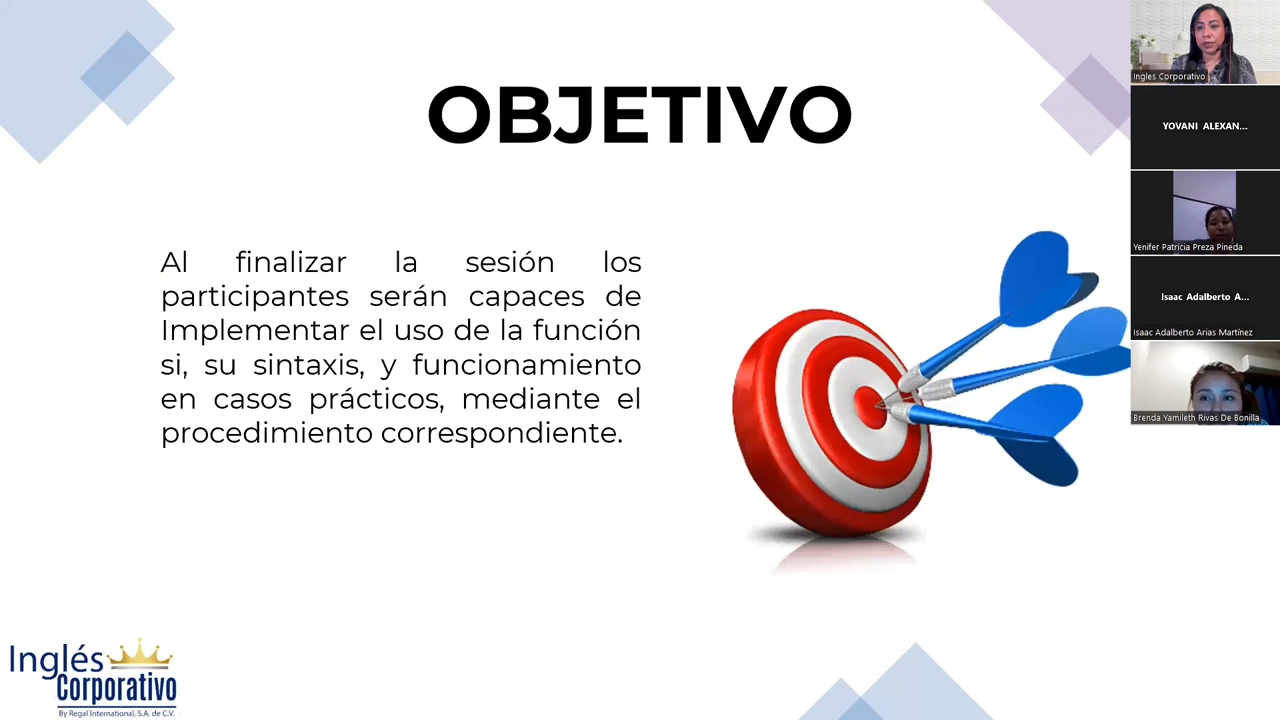 OBJETIVO
Al finalizar la sesión los
participantes serán capaces de
Implementar el uso de la función
si, su sintaxis, y funcionamiento
en casos prácticos, mediante el
procedimiento correspondiente.
Inglés
Corporativo
By Regal International, S.A. de C.V.
Ingles Corporativo
YOVANI ALEXAN...
Yenifer Patricia Preza Pineda
Isaac Adalberto A...
Isaac Adalberto Arias Martínez
Brenda Yamileth Rivas De Bonilla